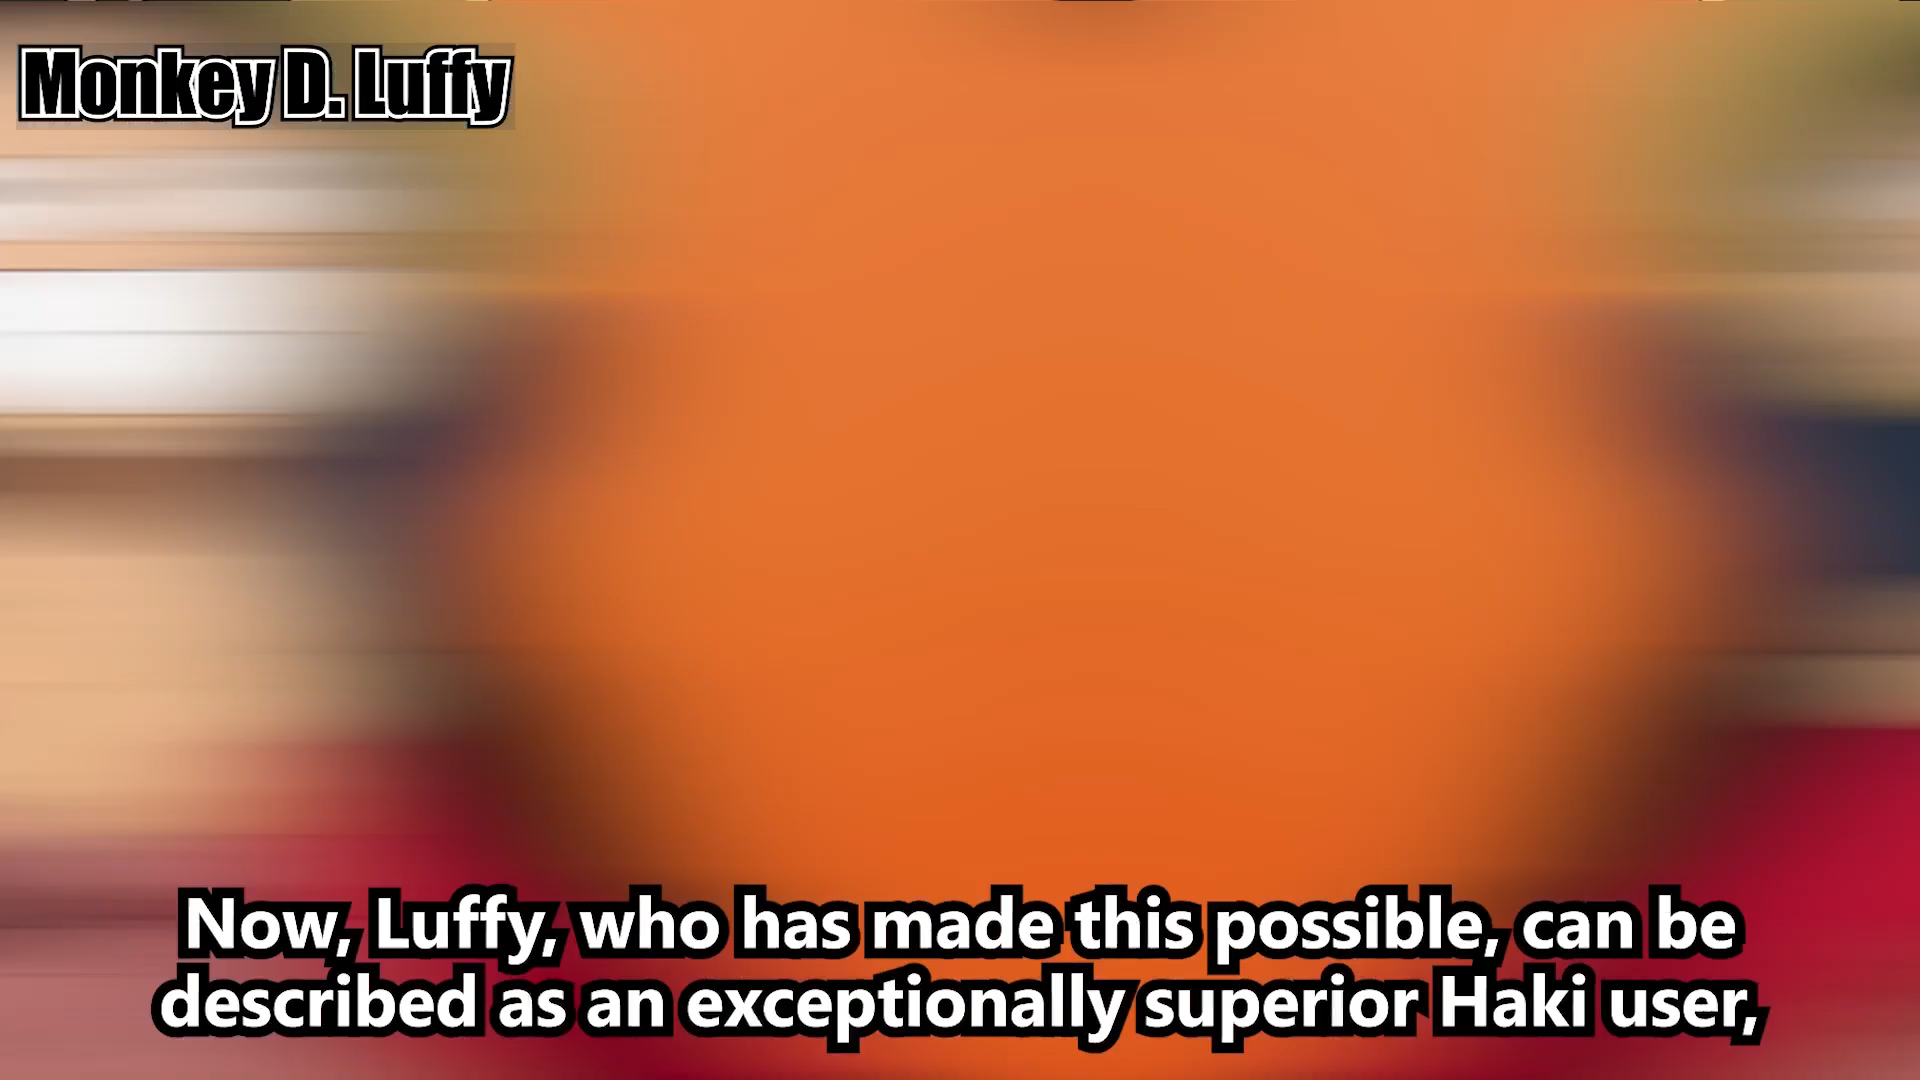 Monkey D. Luffy
Now, Luffy, who has made this possible, can be
described as an exceptionally superior Haki user,